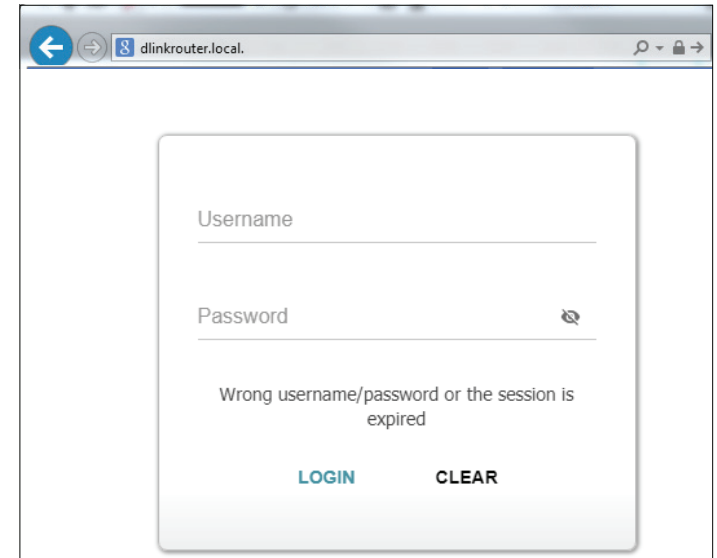 dlinkrouter.local.
Username
Password
Wrong username/password or the session is
expired
LOGIN CLEAR